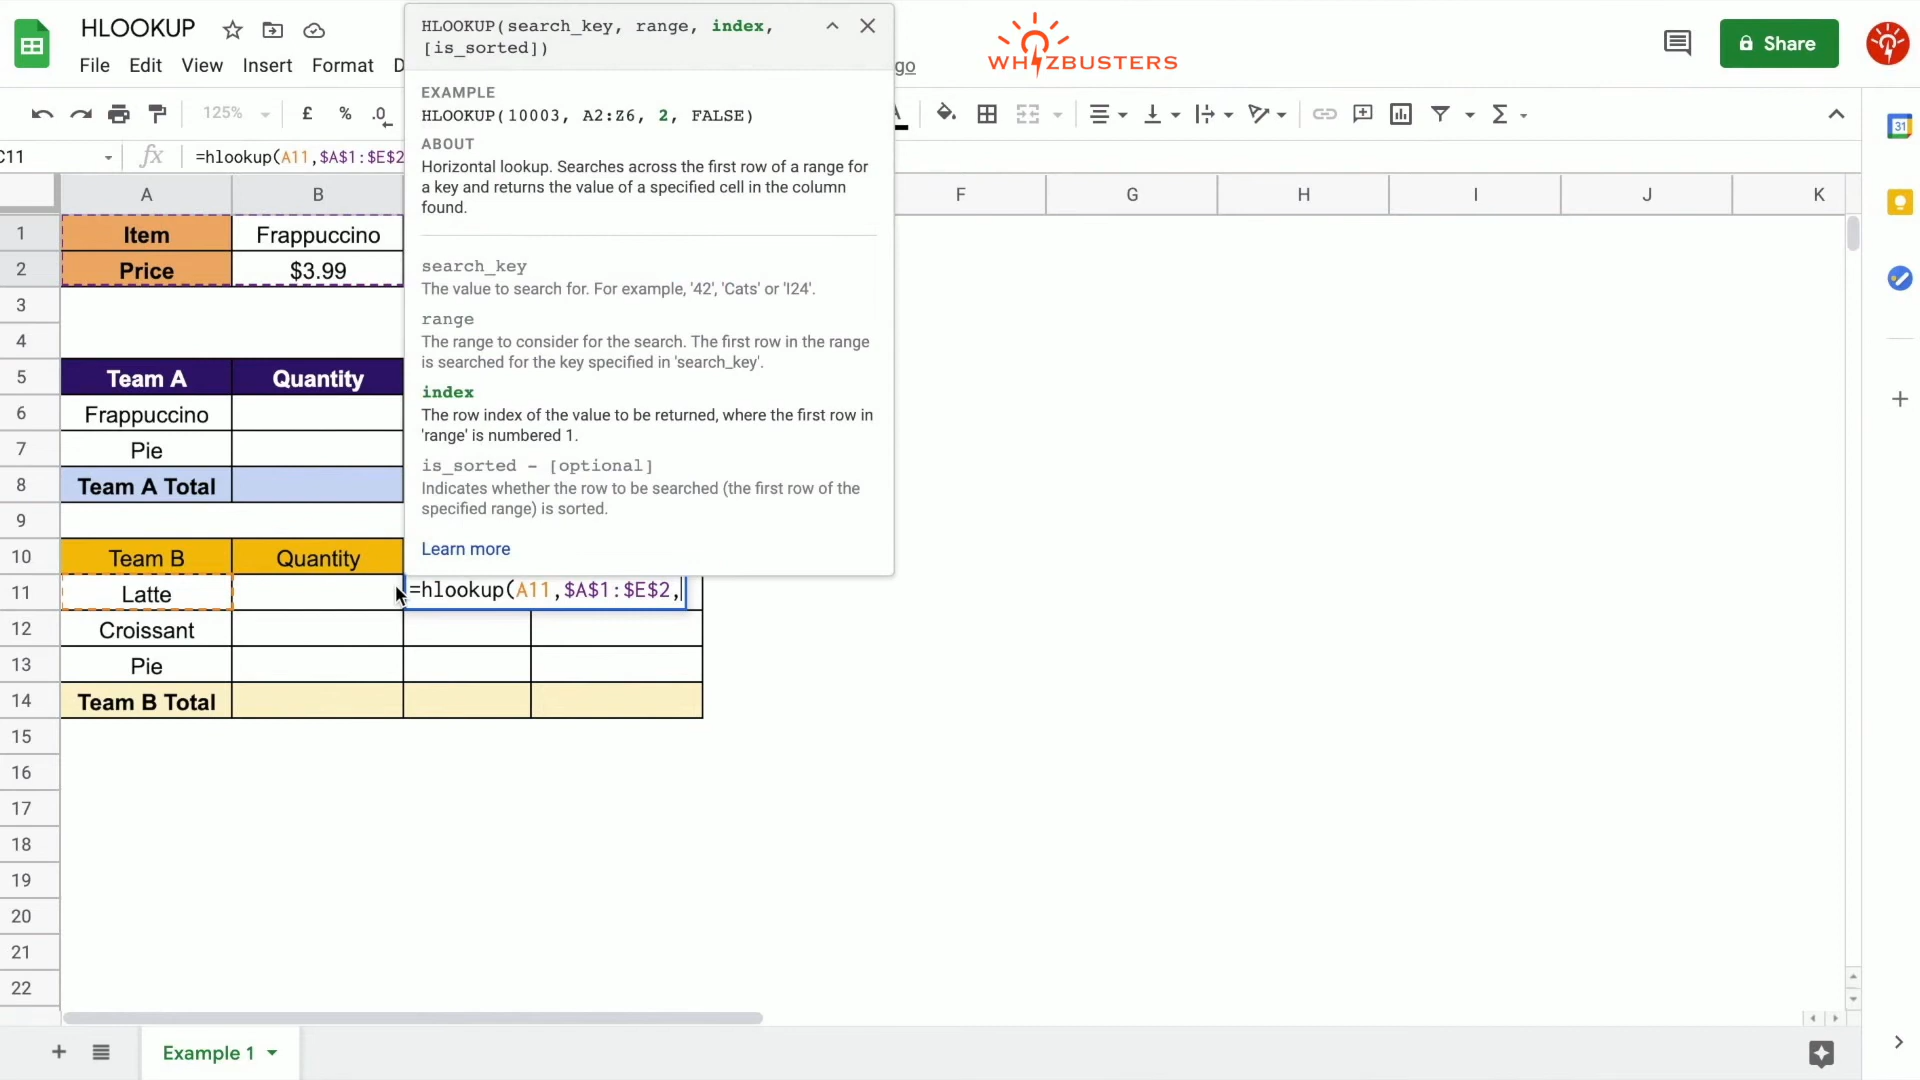 HLOOKUP
File Edit View Insert Format D
go
WHIZBUSTERS
Share
HLOOKUP(search_key, range, index,
[is_sorted])
EXAMPLE
HLOOKUP(10003, A2:Z6, 2, FALSE)
ABOUT
Horizontal lookup. Searches across the first row of a range for
a key and returns the value of a specified cell in the column
found.
search_key
The value to search for. For example, '42', 'Cats' or 'I24'.
range
The range to consider for the search. The first row in the range
is searched for the key specified in 'search_key'.
index
The row index of the value to be returned, where the first row in
'range' is numbered 1.
is_sorted - [optional]
Indicates whether the row to be searched (the first row of the
specified range) is sorted.
Learn more
125% £ % .0
31
C11 fx =hlookup(A11,$A$1:$E$2
A B F G H I J K
1 Item Frappuccino
2 Price $3.99
3
4
5 Team A Quantity
6 Frappuccino
7 Pie
8 Team A Total
9
10 Team B Quantity
11 Latte =hlookup(A11,$A$1:$E$2,
12 Croissant
13 Pie
14 Team B Total
15
16
17
18
19
20
21
22
Example 1